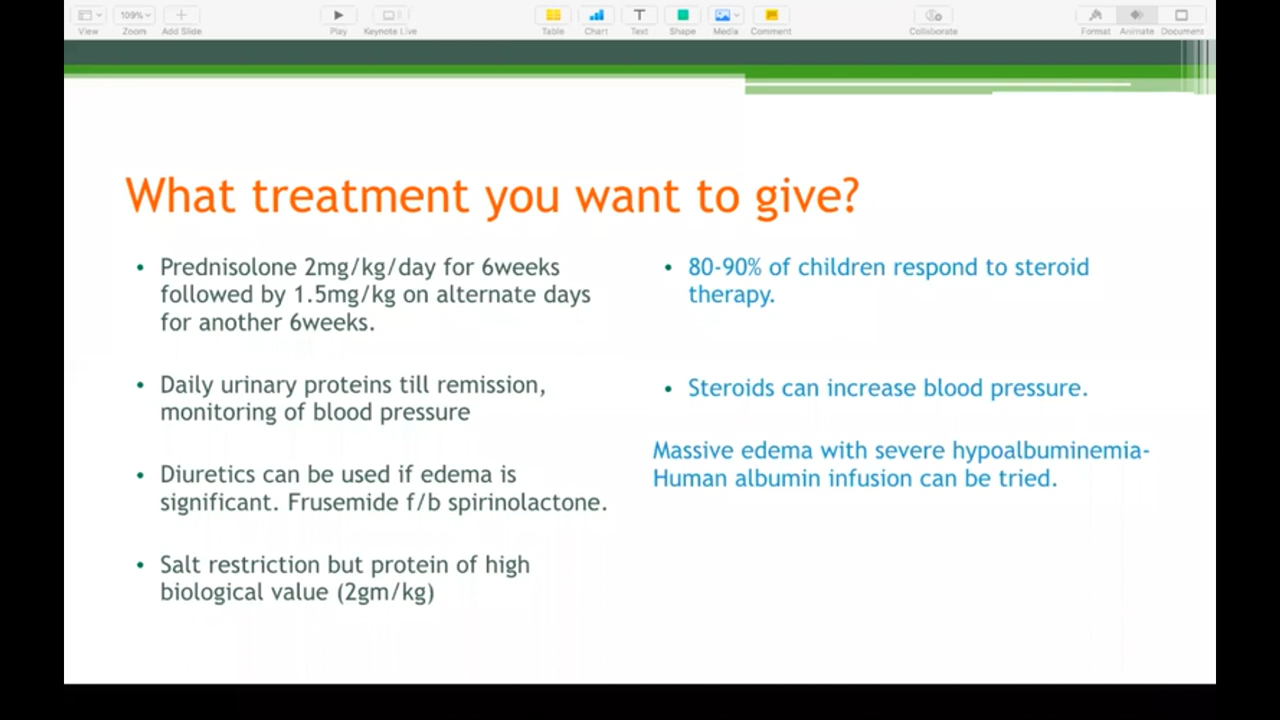 View
109%
Zoom
Add Slide
Play
Keynote Live
Table
Chart
T
Text
Shape
Media
Comment
Collaborate
Format
Animate
Document
What treatment you want to give?
• Prednisolone 2mg/kg/day for 6weeks
followed by 1.5mg/kg on alternate days
for another 6weeks.
• Daily urinary proteins till remission,
monitoring of blood pressure
• Diuretics can be used if edema is
significant. Frusemide f/b spirinolactone.
• Salt restriction but protein of high
biological value (2gm/kg)
• 80-90% of children respond to steroid
therapy.
• Steroids can increase blood pressure.
Massive edema with severe hypoalbuminemia-
Human albumin infusion can be tried.